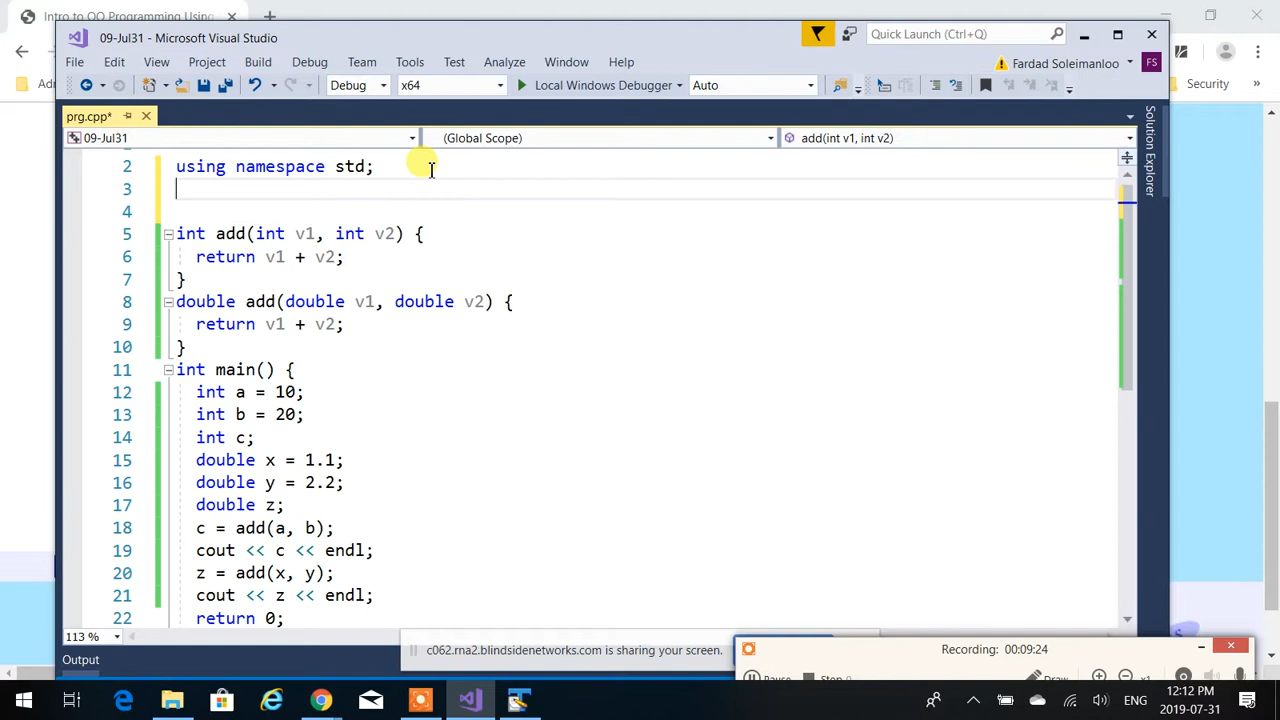 Intro to OO Programming Using
09-Jul31 - Microsoft Visual Studio
Quick Launch (Ctrl+Q)
File Edit View Project Build Debug Team Tools Test Analyze Window Help
Fardad Soleimanloo FS
Debug x64 Local Windows Debugger Auto
Security
prg.cpp*
09-Jul31 (Global Scope) add(int v1, int v2)
Solution Explorer
2 using namespace std;
3
4
5 int add(int v1, int v2) {
6 return v1 + v2;
7 }
8 double add(double v1, double v2) {
9 return v1 + v2;
10 }
11 int main() {
12 int a = 10;
13 int b = 20;
14 int c;
15 double x = 1.1;
16 double y = 2.2;
17 double z;
18 c = add(a, b);
19 cout << c << endl;
20 z = add(x, y);
21 cout << z << endl;
22 return 0;
113 %
Output
c062.rna2.blindsidenetworks.com is sharing your screen.
Recording: 00:09:24
Pause Stop Draw x1
ENG
12:12 PM
2019-07-31